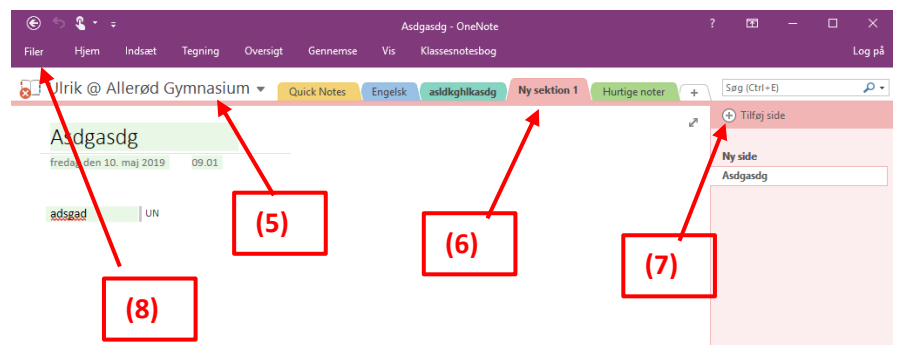 Asdgasdg - OneNote
?
Filer Hjem Indsæt Tegning Oversigt Gennemse Vis Klassesnotesbog Log på
Ulrik @ Allerød Gymnasium Quick Notes Engelsk asldkghlkasdg Ny sektion 1 Hurtige noter + Søg (Ctrl+E)
Tilføj side
Asdgasdg
fredag den 10. maj 2019 09.01
Ny side
Asdgasdg
adsgad UN
(5)
(6)
(7)
(8)